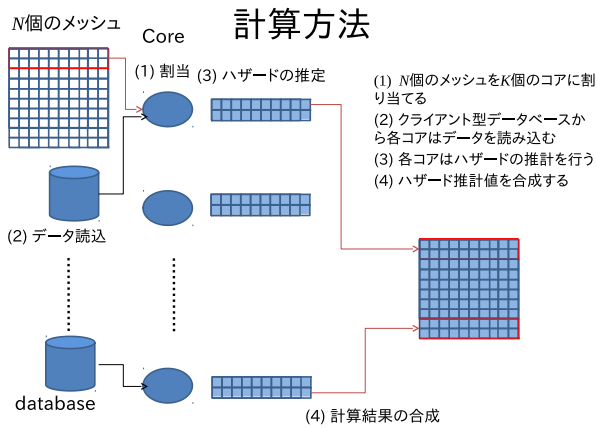 計算方法
N個のメッシュ
Core
(1) 割当
(3) ハザードの推定
(1) N個のメッシュをK個のコアに割
り当てる
(2) クライアント型データベースか
ら各コアはデータを読み込む
(3) 各コアはハザードの推計を行う
(4) ハザード推計値を合成する
(2) データ読込
database
(4) 計算結果の合成